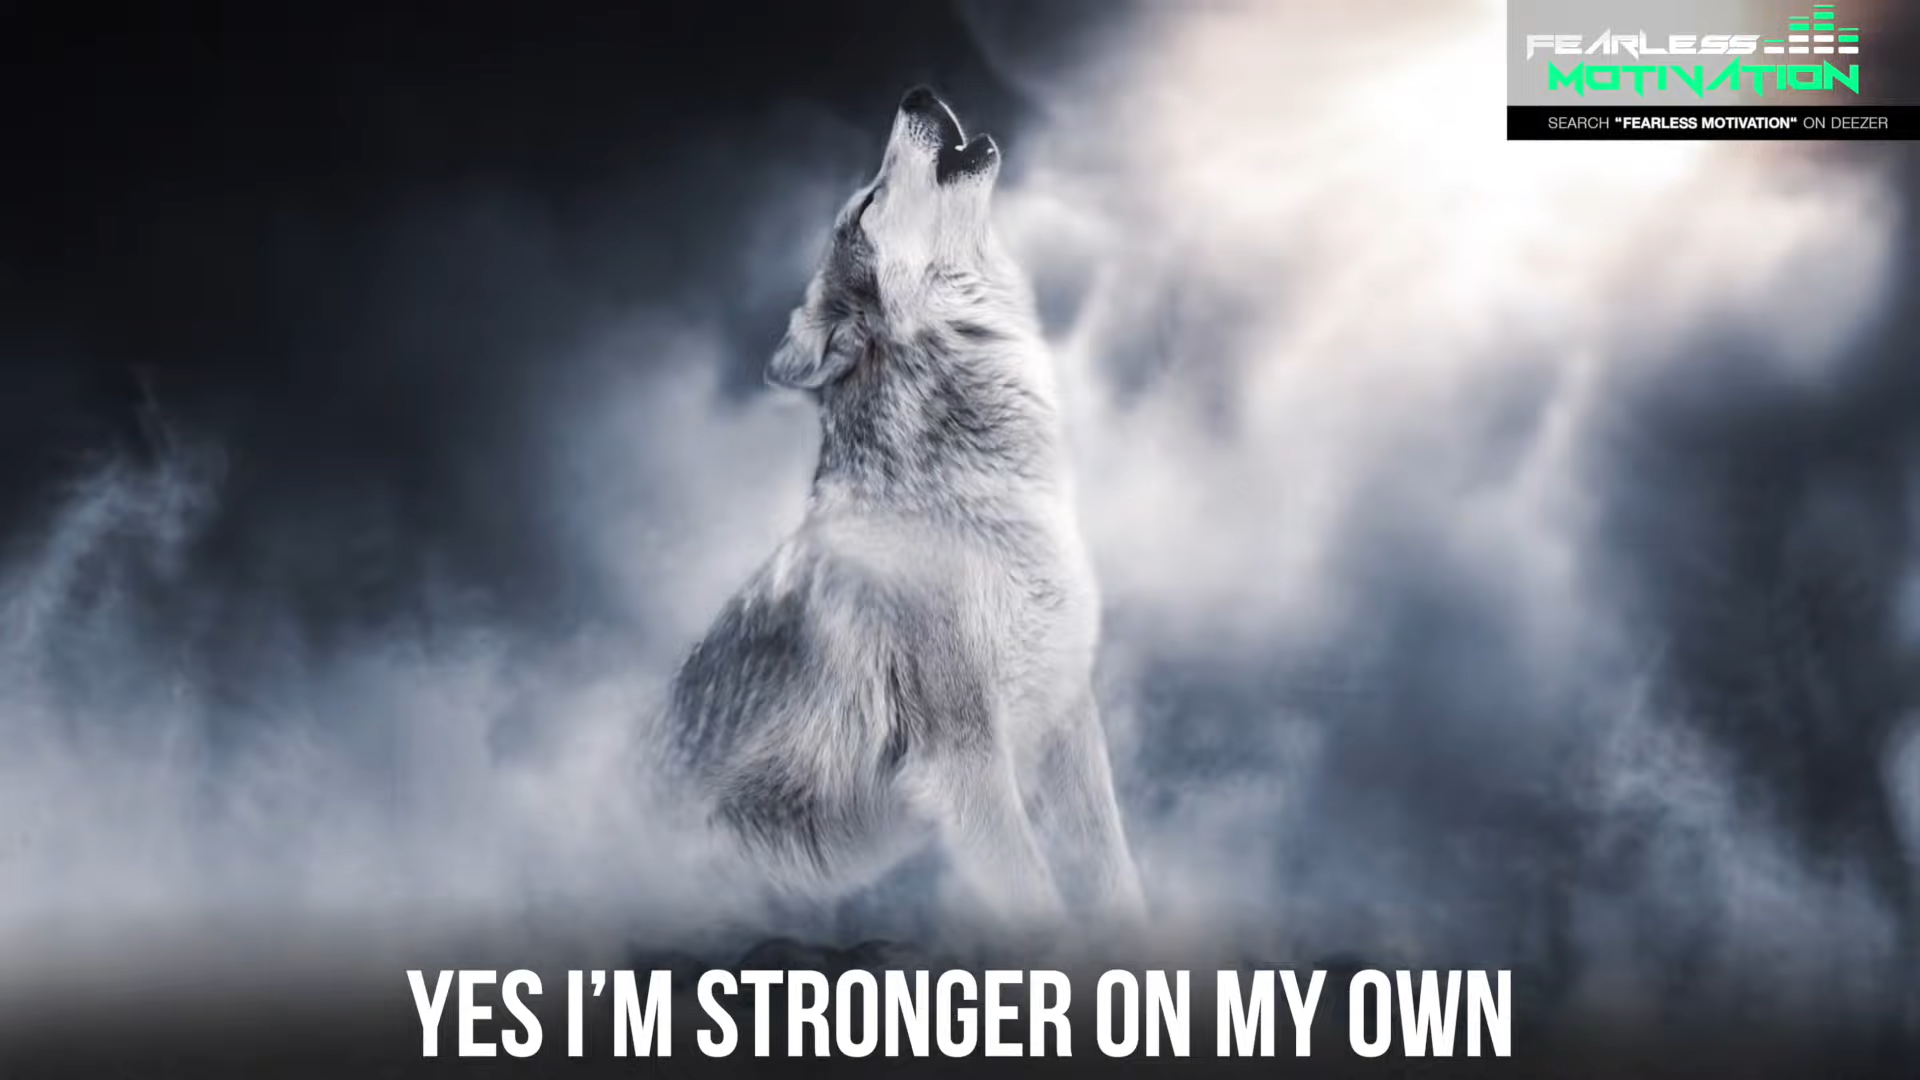 FEARLESS
MOTIVATION
SEARCH "FEARLESS MOTIVATION" ON DEEZER
YES I’M STRONGER ON MY OWN